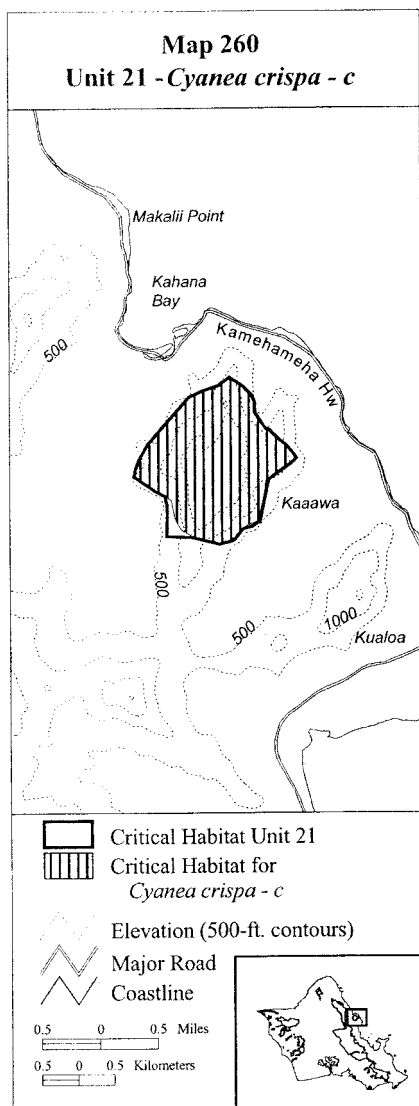 Map 260
Unit 21 - Cyanea crispa - c
Makalii Point
Kahana
Bay
500
Kamehameha Hw
Kaaawa
500
500
1000
Kualoa
Critical Habitat Unit 21
Critical Habitat for
Cyanea crispa - c
Elevation (500-ft. contours)
Major Road
Coastline
0.5 0 0.5 Miles
0.5 0 0.5 Kilometers